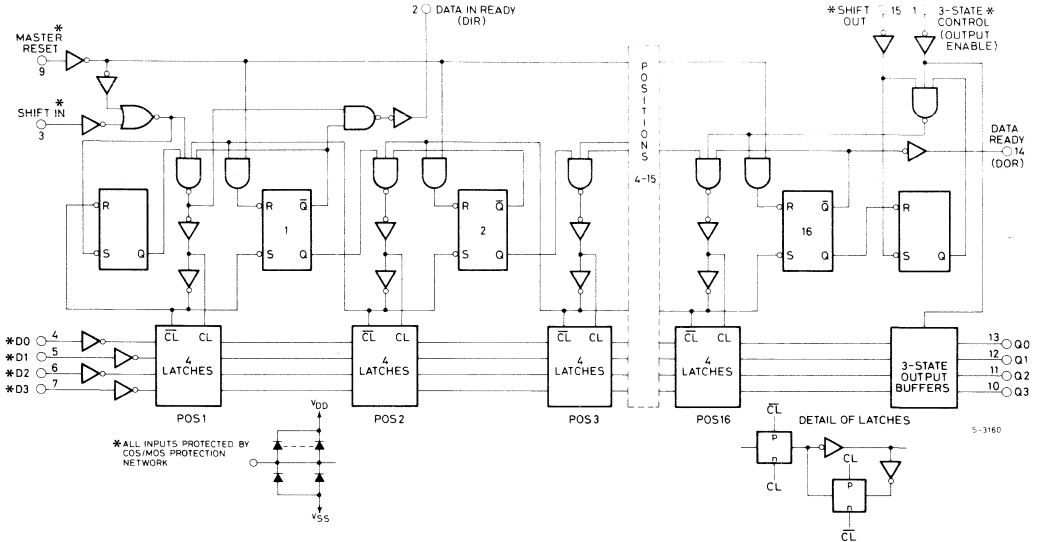 2 DATA IN READY
(DIR)
* SHIFT 15
OUT
1 3-STATE *
CONTROL
(OUTPUT
ENABLE)
*
MASTER
RESET
9
*
SHIFT IN
3
POSITIONS
4-15
DATA
READY
14
(DOR)
R
S Q
R Q̅
1
S Q
R Q̅
2
S Q
R Q̅
16
S Q
R
S Q
*D0 4
*D1 5
*D2 6
*D3 7
C̅L̅ CL
4
LATCHES
POS1
C̅L̅ CL
4
LATCHES
POS2
C̅L̅ CL
4
LATCHES
POS3
C̅L̅ CL
4
LATCHES
POS16
3-STATE
OUTPUT
BUFFERS
13 Q0
12 Q1
11 Q2
10 Q3
VDD
* ALL INPUTS PROTECTED BY
COS/MOS PROTECTION
NETWORK
VSS
DETAIL OF LATCHES
S-3160
C̅L̅
p
n
CL
CL
p
n
C̅L̅